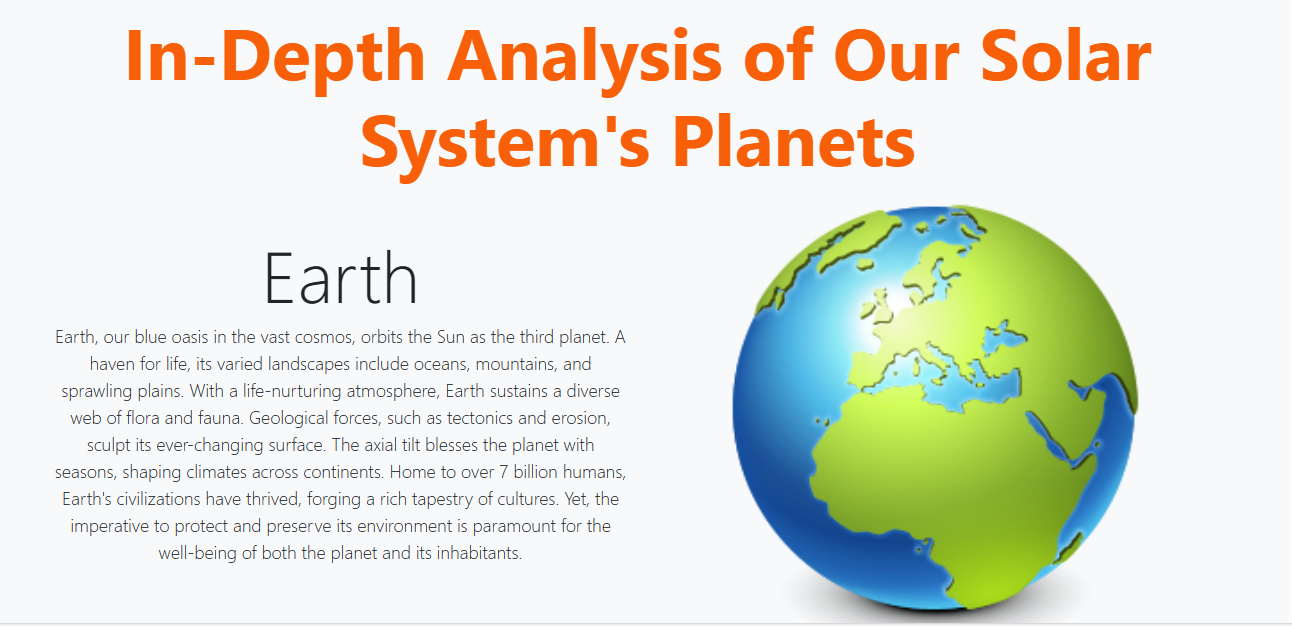 In-Depth Analysis of Our Solar
System's Planets
Earth
Earth, our blue oasis in the vast cosmos, orbits the Sun as the third planet. A
haven for life, its varied landscapes include oceans, mountains, and
sprawling plains. With a life-nurturing atmosphere, Earth sustains a diverse
web of flora and fauna. Geological forces, such as tectonics and erosion,
sculpt its ever-changing surface. The axial tilt blesses the planet with
seasons, shaping climates across continents. Home to over 7 billion humans,
Earth's civilizations have thrived, forging a rich tapestry of cultures. Yet, the
imperative to protect and preserve its environment is paramount for the
well-being of both the planet and its inhabitants.